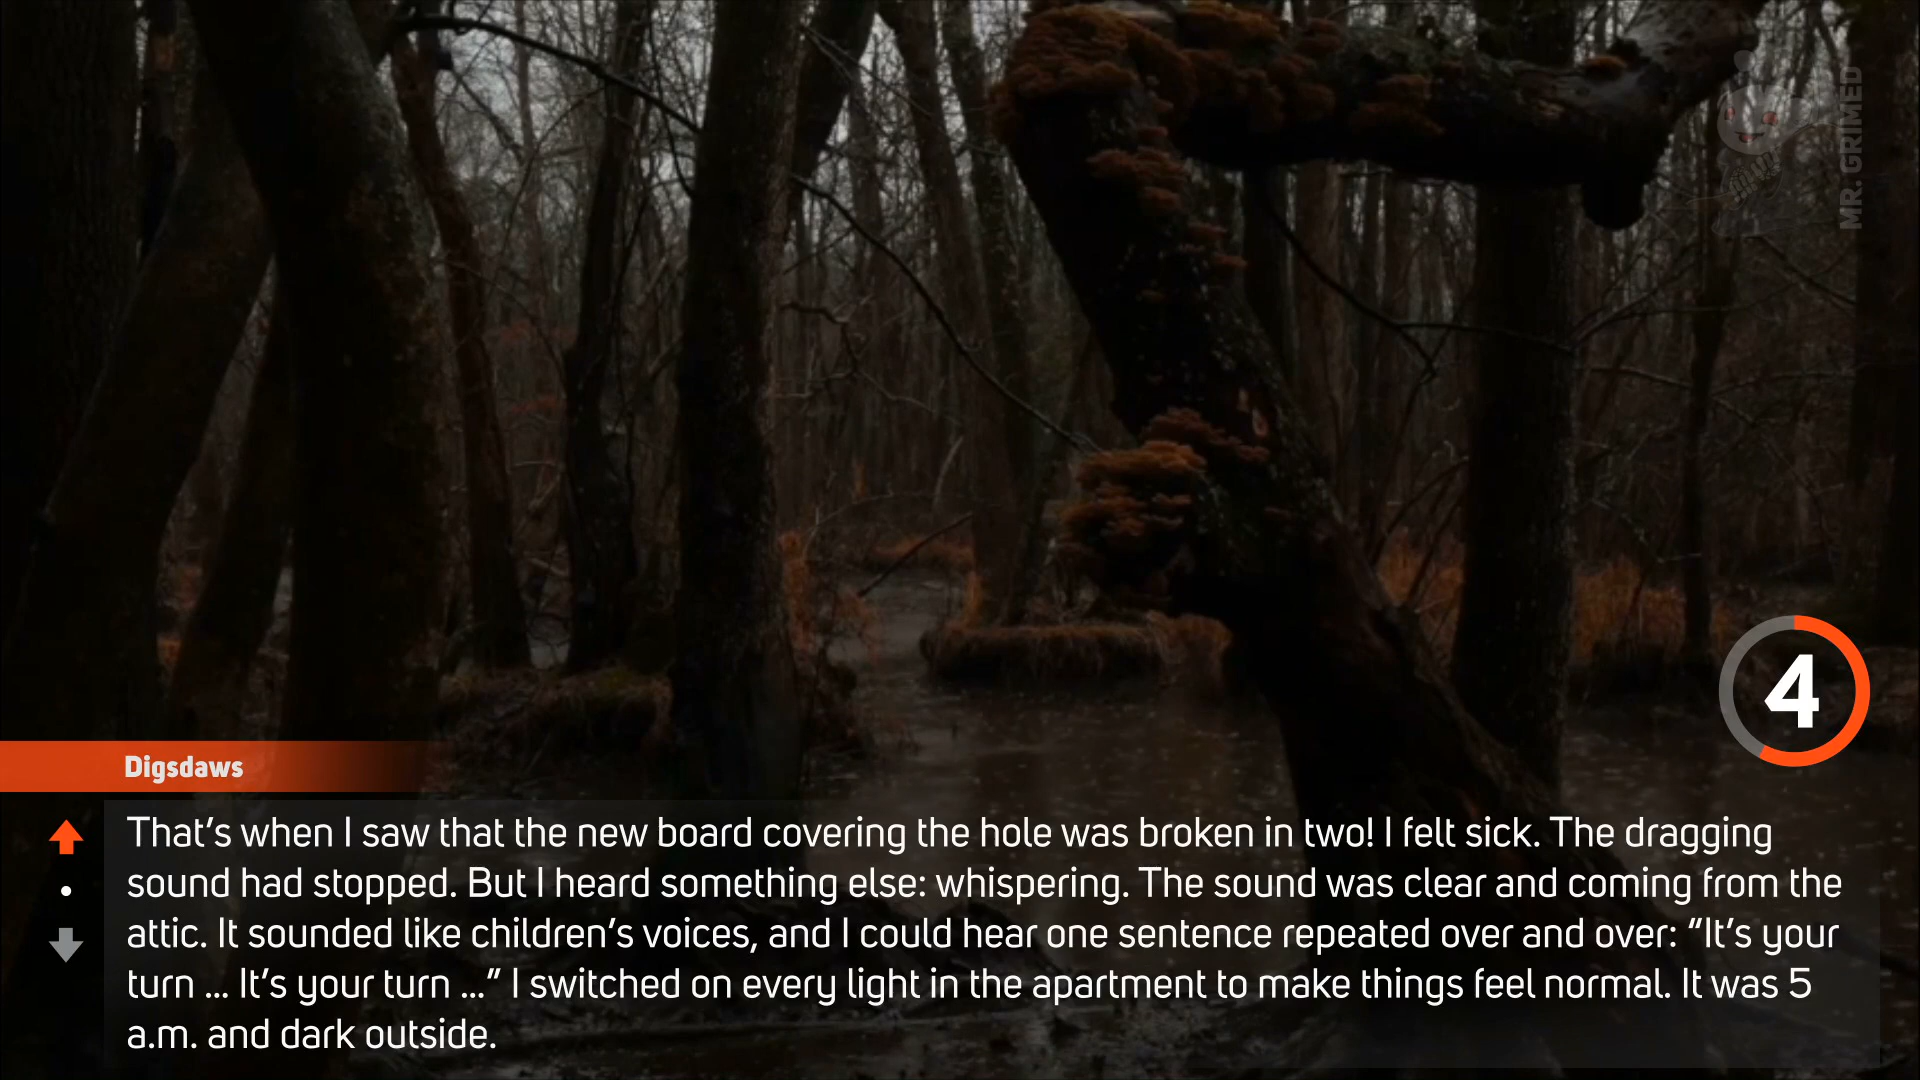 MR. GRIMED
4
Digsdaws
That’s when I saw that the new board covering the hole was broken in two! I felt sick. The dragging
sound had stopped. But I heard something else: whispering. The sound was clear and coming from the
attic. It sounded like children’s voices, and I could hear one sentence repeated over and over: “It’s your
turn ... It’s your turn ...” I switched on every light in the apartment to make things feel normal. It was 5
a.m. and dark outside.